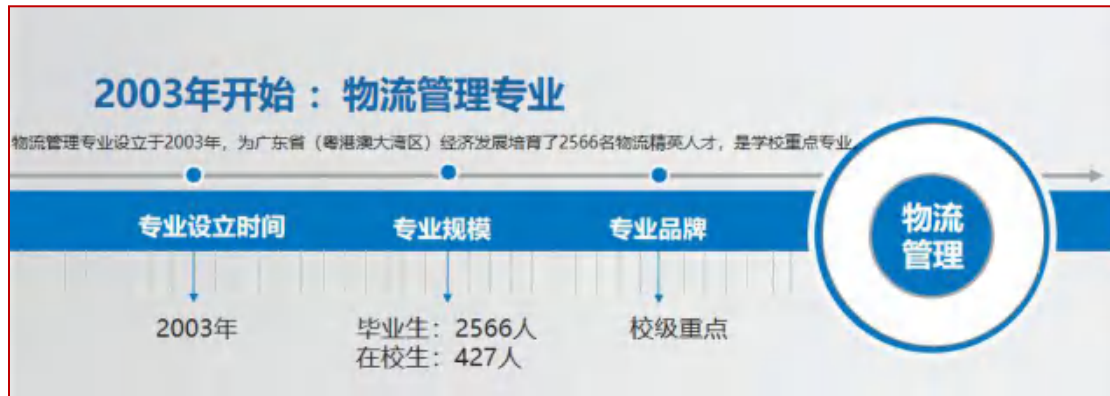 2003年开始：物流管理专业
物流管理专业设立于2003年，为广东省（粤港澳大湾区）经济发展培育了2566名物流精英人才，是学校重点专业。
专业设立时间
专业规模
专业品牌
物流
管理
2003年
毕业生：2566人
在校生：427人
校级重点